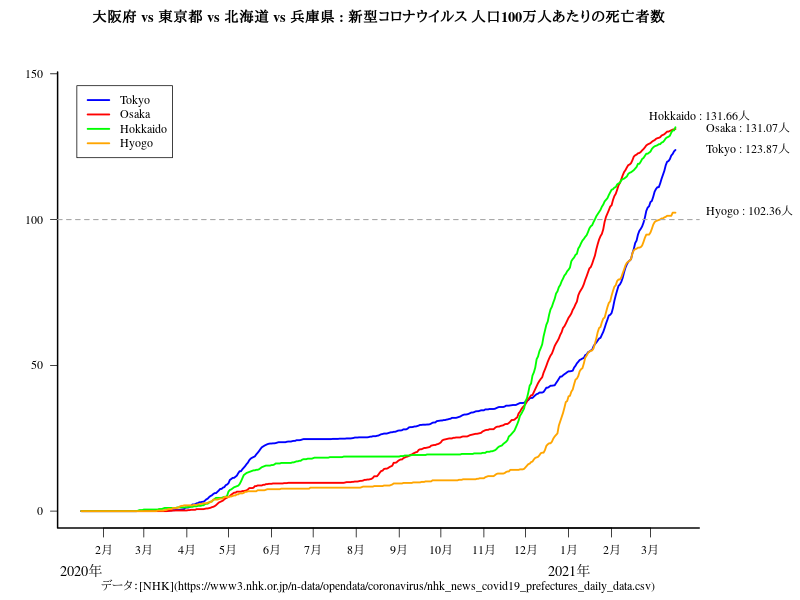 大阪府 vs 東京都 vs 北海道 vs 兵庫県 : 新型コロナウイルス 人口100万人あたりの死亡者数
150
100
50
0
Tokyo
Osaka
Hokkaido
Hyogo
Hokkaido : 131.66人
Osaka : 131.07人
Tokyo : 123.87人
Hyogo : 102.36人
2月 3月 4月 5月 6月 7月 8月 9月 10月 11月 12月 1月 2月 3月
2020年 2021年
データ：[NHK](https://www3.nhk.or.jp/n-data/opendata/coronavirus/nhk_news_covid19_prefectures_daily_data.csv)